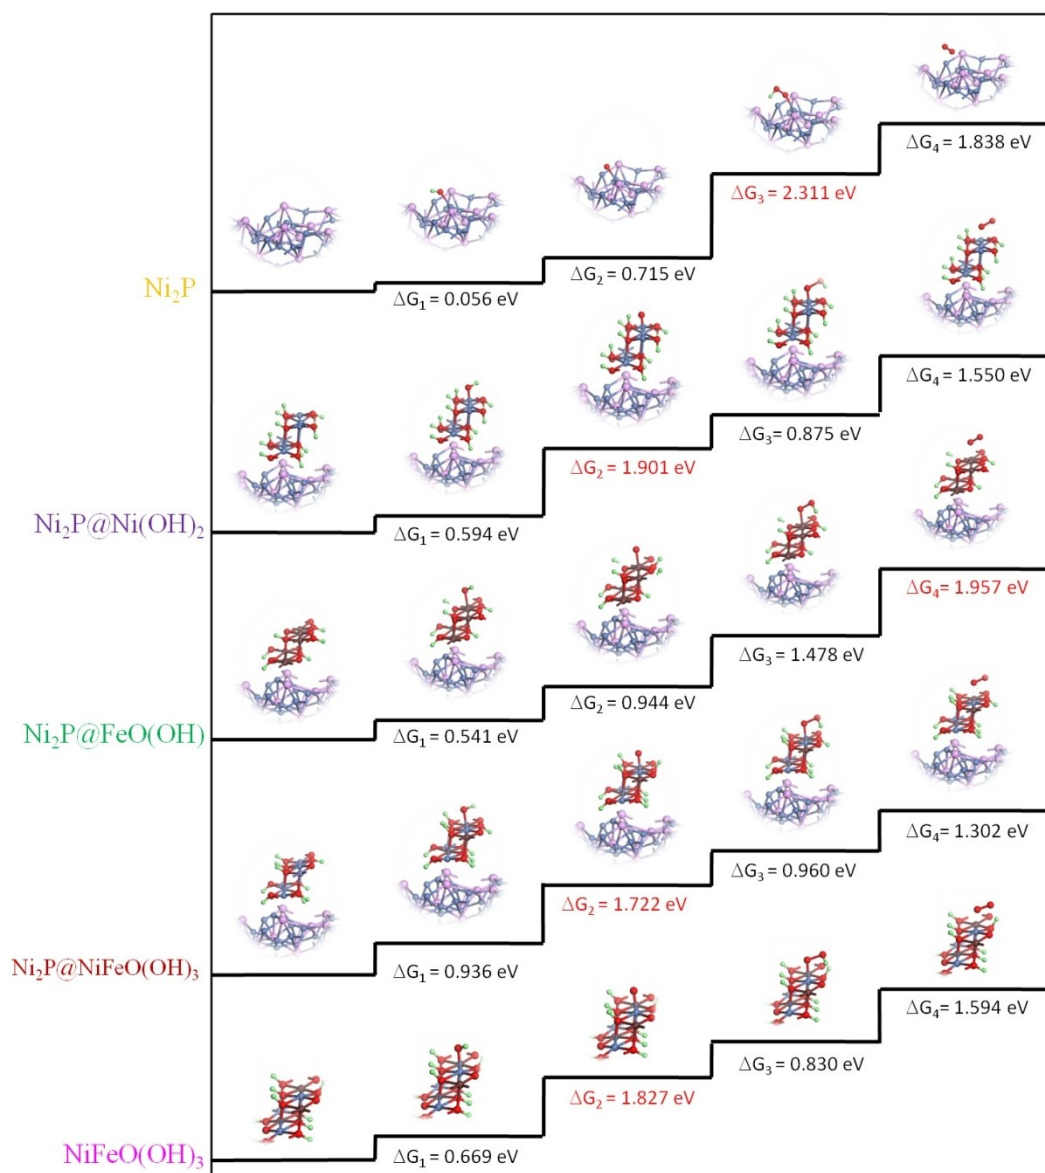 ΔG₄ = 1.838 eV
ΔG₃ = 2.311 eV
ΔG₂ = 0.715 eV
Ni₂P
ΔG₁ = 0.056 eV
ΔG₄ = 1.550 eV
ΔG₃ = 0.875 eV
ΔG₂ = 1.901 eV
Ni₂P@Ni(OH)₂
ΔG₁ = 0.594 eV
ΔG₄ = 1.957 eV
ΔG₃ = 1.478 eV
ΔG₂ = 0.944 eV
Ni₂P@FeO(OH)
ΔG₁ = 0.541 eV
ΔG₄ = 1.302 eV
ΔG₃ = 0.960 eV
ΔG₂ = 1.722 eV
Ni₂P@NiFeO(OH)₃
ΔG₁ = 0.936 eV
ΔG₄ = 1.594 eV
ΔG₃ = 0.830 eV
ΔG₂ = 1.827 eV
NiFeO(OH)₃
ΔG₁ = 0.669 eV